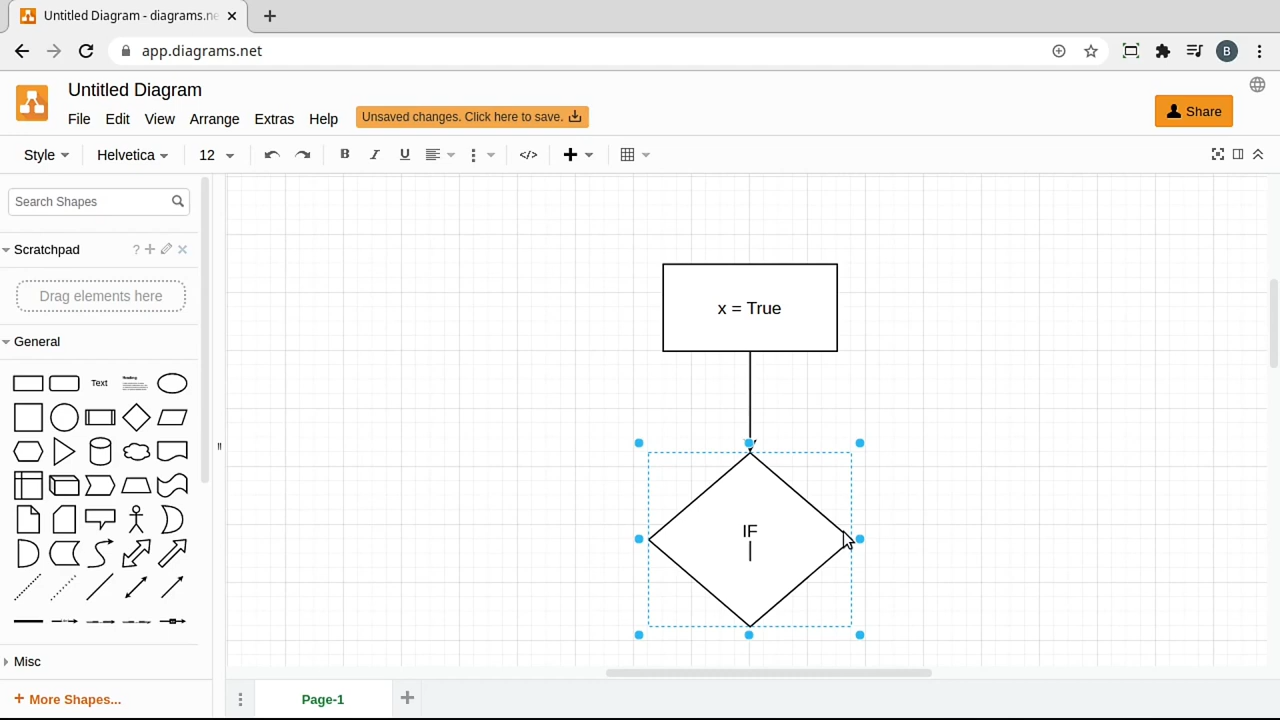 Untitled Diagram - diagrams.ne
app.diagrams.net
B
Untitled Diagram
File Edit View Arrange Extras Help
Unsaved changes. Click here to save.
Share
Style Helvetica 12 B I U </>
Search Shapes
Scratchpad ?
Drag elements here
General
Text
Heading
Misc
+ More Shapes...
x = True
IF
Page-1